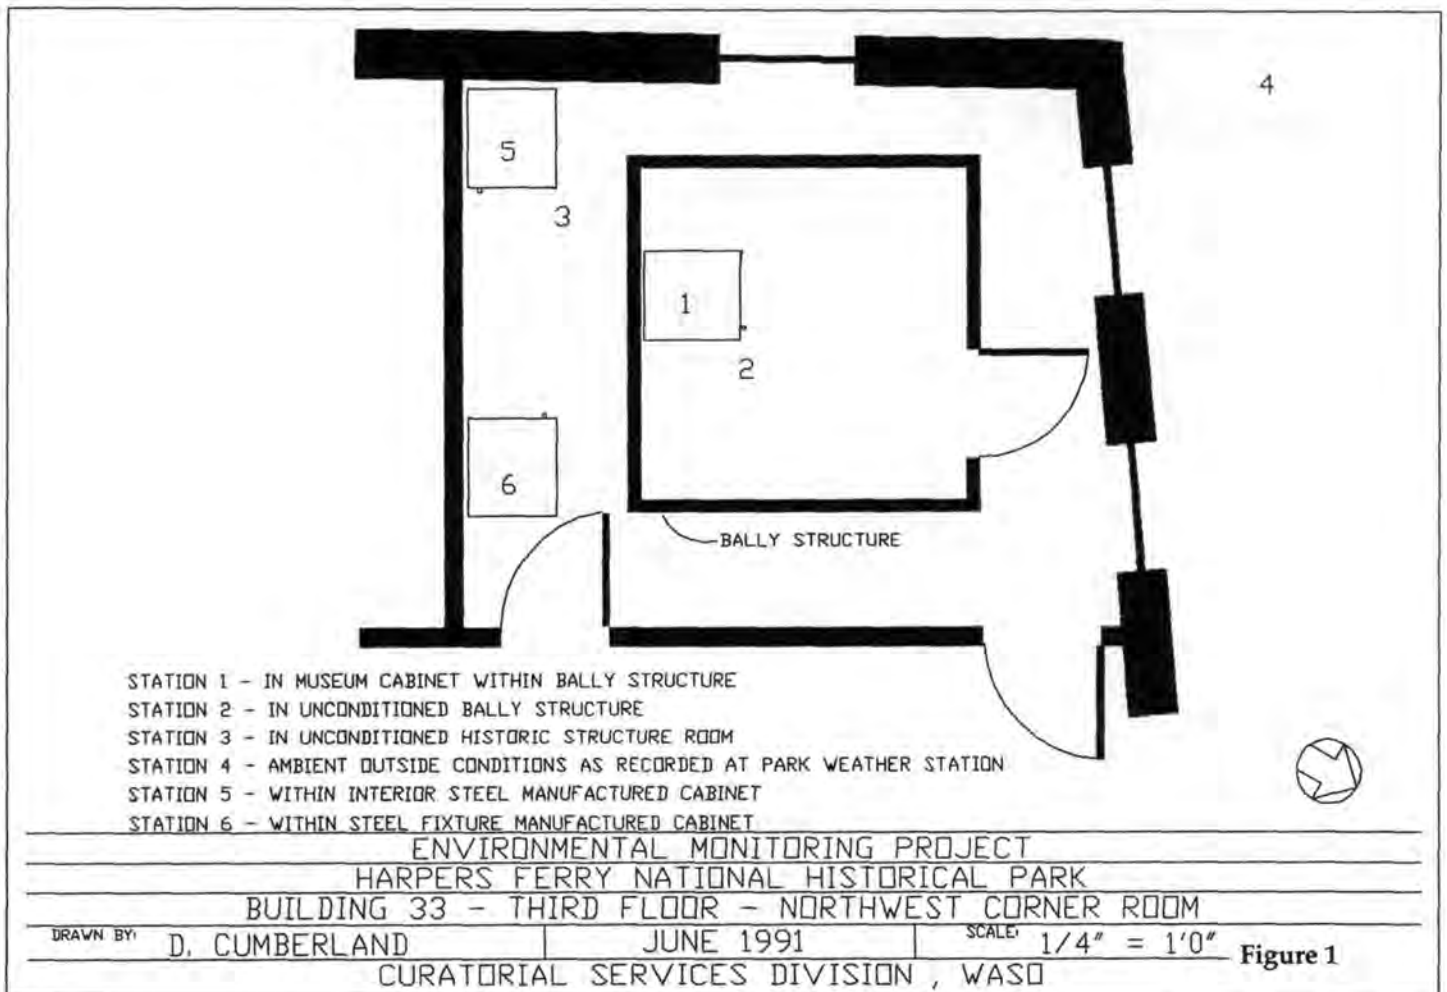 4
5
3
1
2
6
BALLY STRUCTURE
STATION 1 - IN MUSEUM CABINET WITHIN BALLY STRUCTURE
STATION 2 - IN UNCONDITIONED BALLY STRUCTURE
STATION 3 - IN UNCONDITIONED HISTORIC STRUCTURE ROOM
STATION 4 - AMBIENT OUTSIDE CONDITIONS AS RECORDED AT PARK WEATHER STATION
STATION 5 - WITHIN INTERIOR STEEL MANUFACTURED CABINET
STATION 6 - WITHIN STEEL FIXTURE MANUFACTURED CABINET
ENVIRONMENTAL MONITORING PROJECT
HARPERS FERRY NATIONAL HISTORICAL PARK
BUILDING 33 - THIRD FLOOR - NORTHWEST CORNER ROOM
DRAWN BY: D. CUMBERLAND JUNE 1991 SCALE: 1/4" = 1'0" Figure 1
CURATORIAL SERVICES DIVISION , WASO